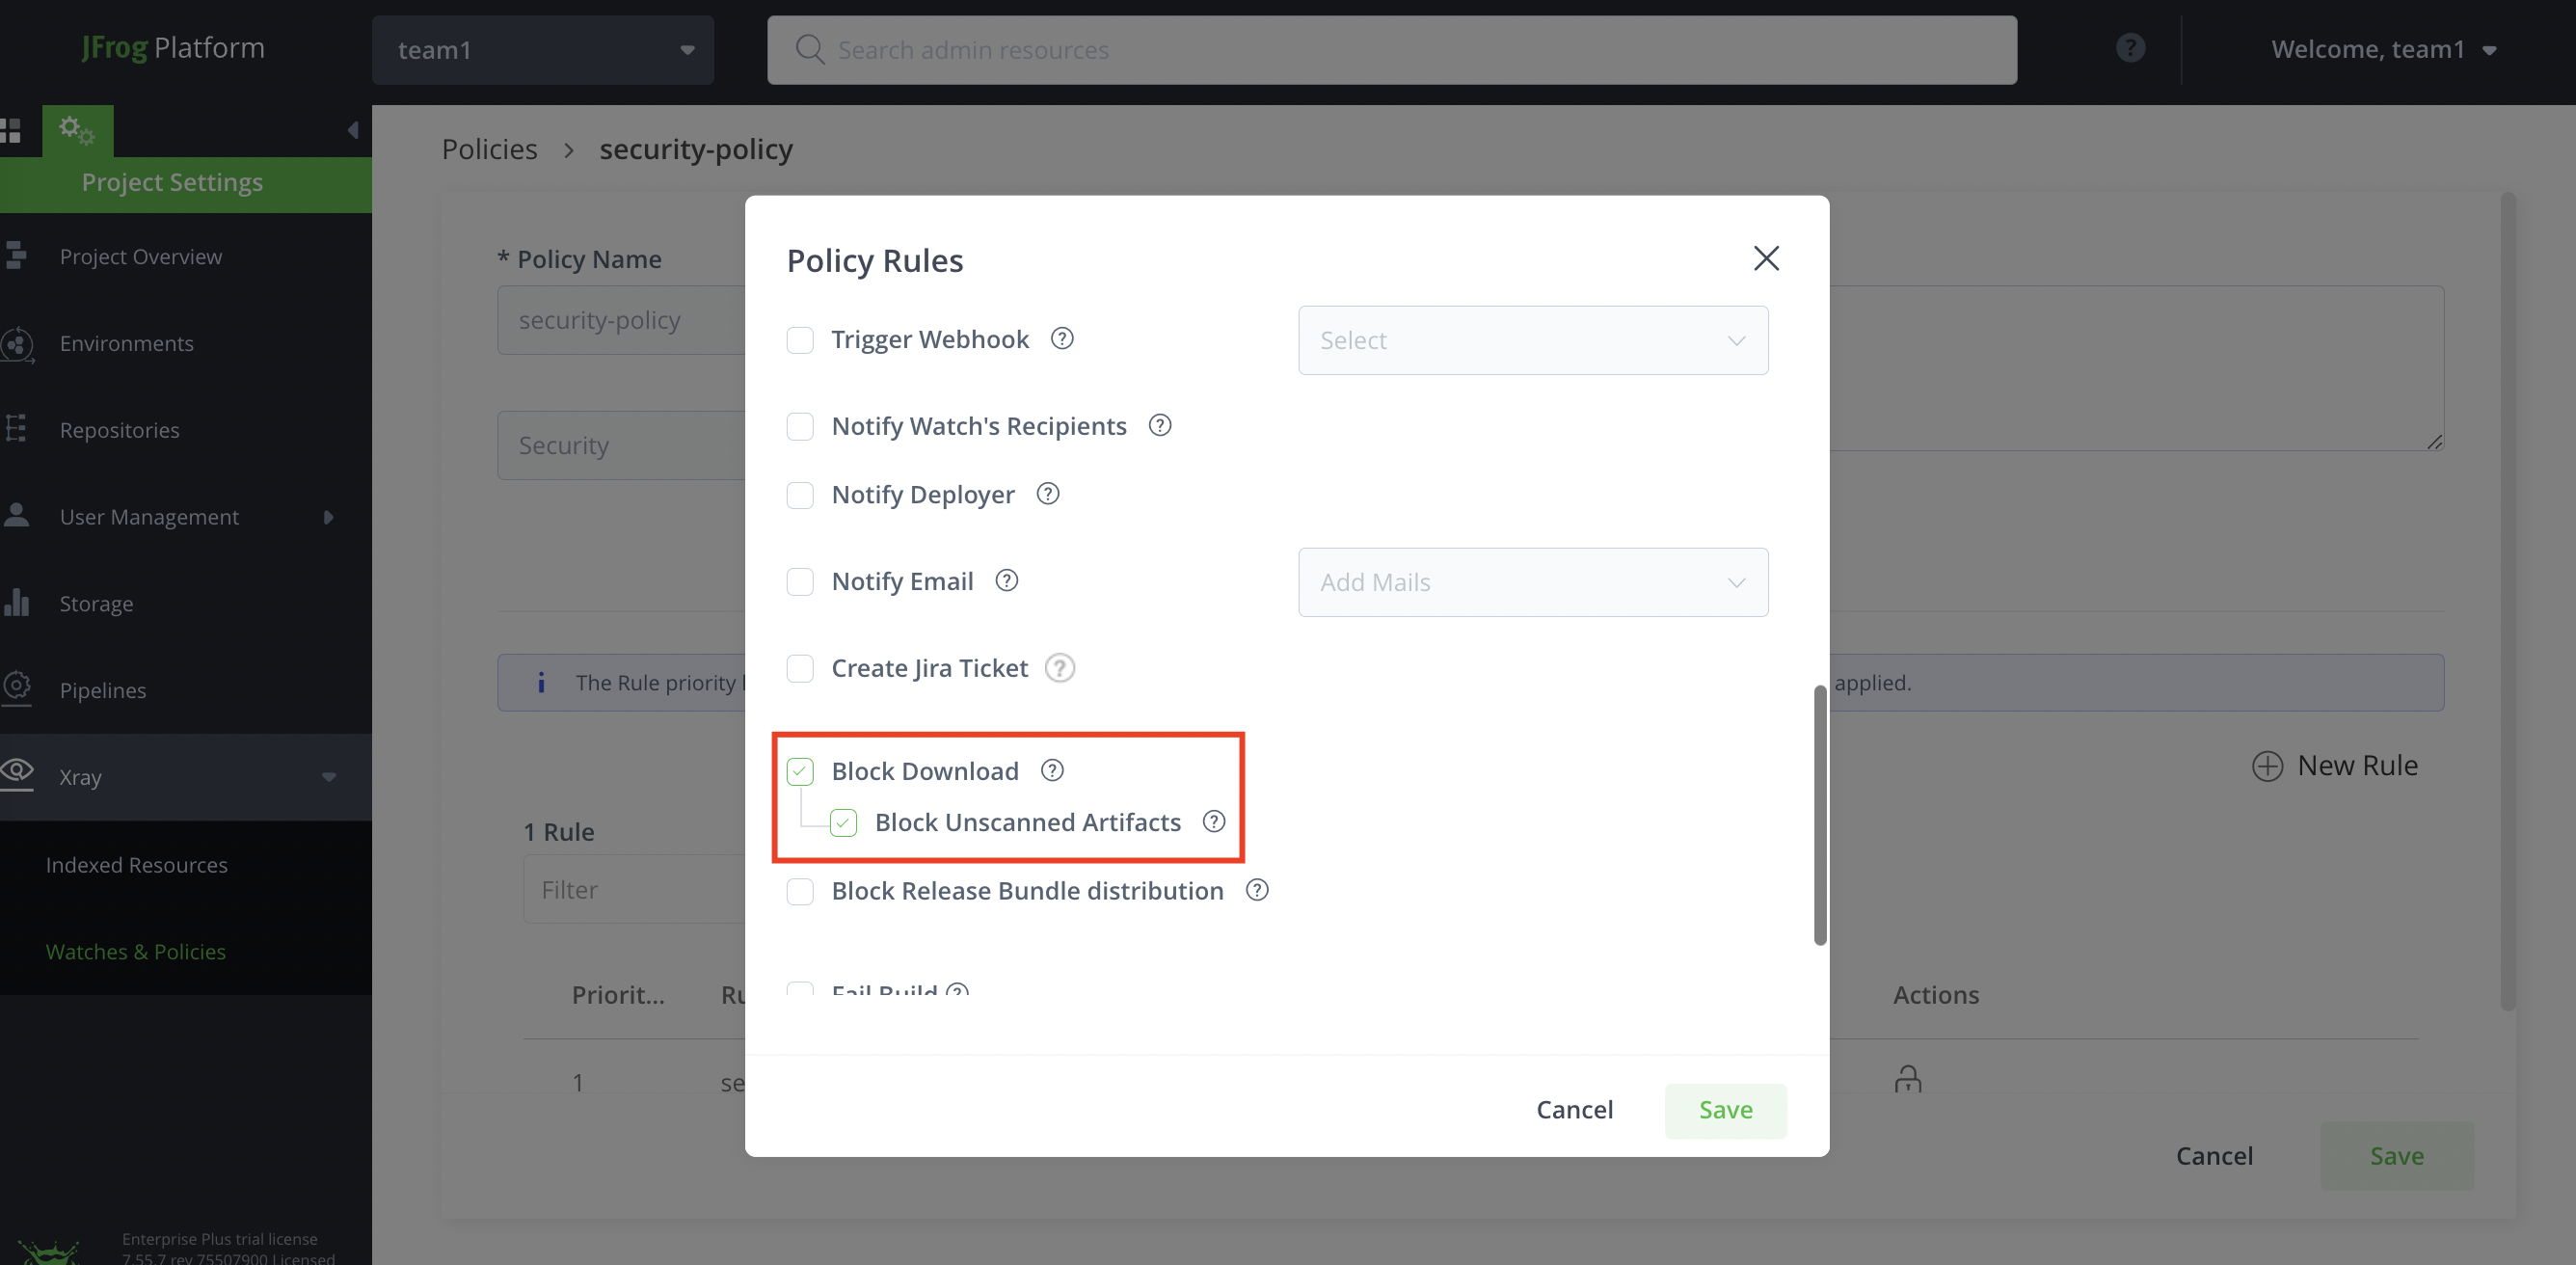 JFrog Platform
team1
Search admin resources
?
Welcome, team1
Project Settings
Project Overview
Environments
Repositories
User Management
Storage
Pipelines
Xray
Indexed Resources
Watches & Policies
Enterprise Plus trial license
7.55.7 rev 75507900 Licensed
Policies > security-policy
* Policy Name
security-policy
Security
i The Rule priority
applied.
New Rule
1 Rule
Filter
Priorit...
Ru
Actions
1
se
Cancel
Save
Policy Rules
Trigger Webhook ?
Select
Notify Watch's Recipients ?
Notify Deployer ?
Notify Email ?
Add Mails
Create Jira Ticket ?
Block Download ?
Block Unscanned Artifacts ?
Block Release Bundle distribution ?
Fail Build ?
Cancel
Save